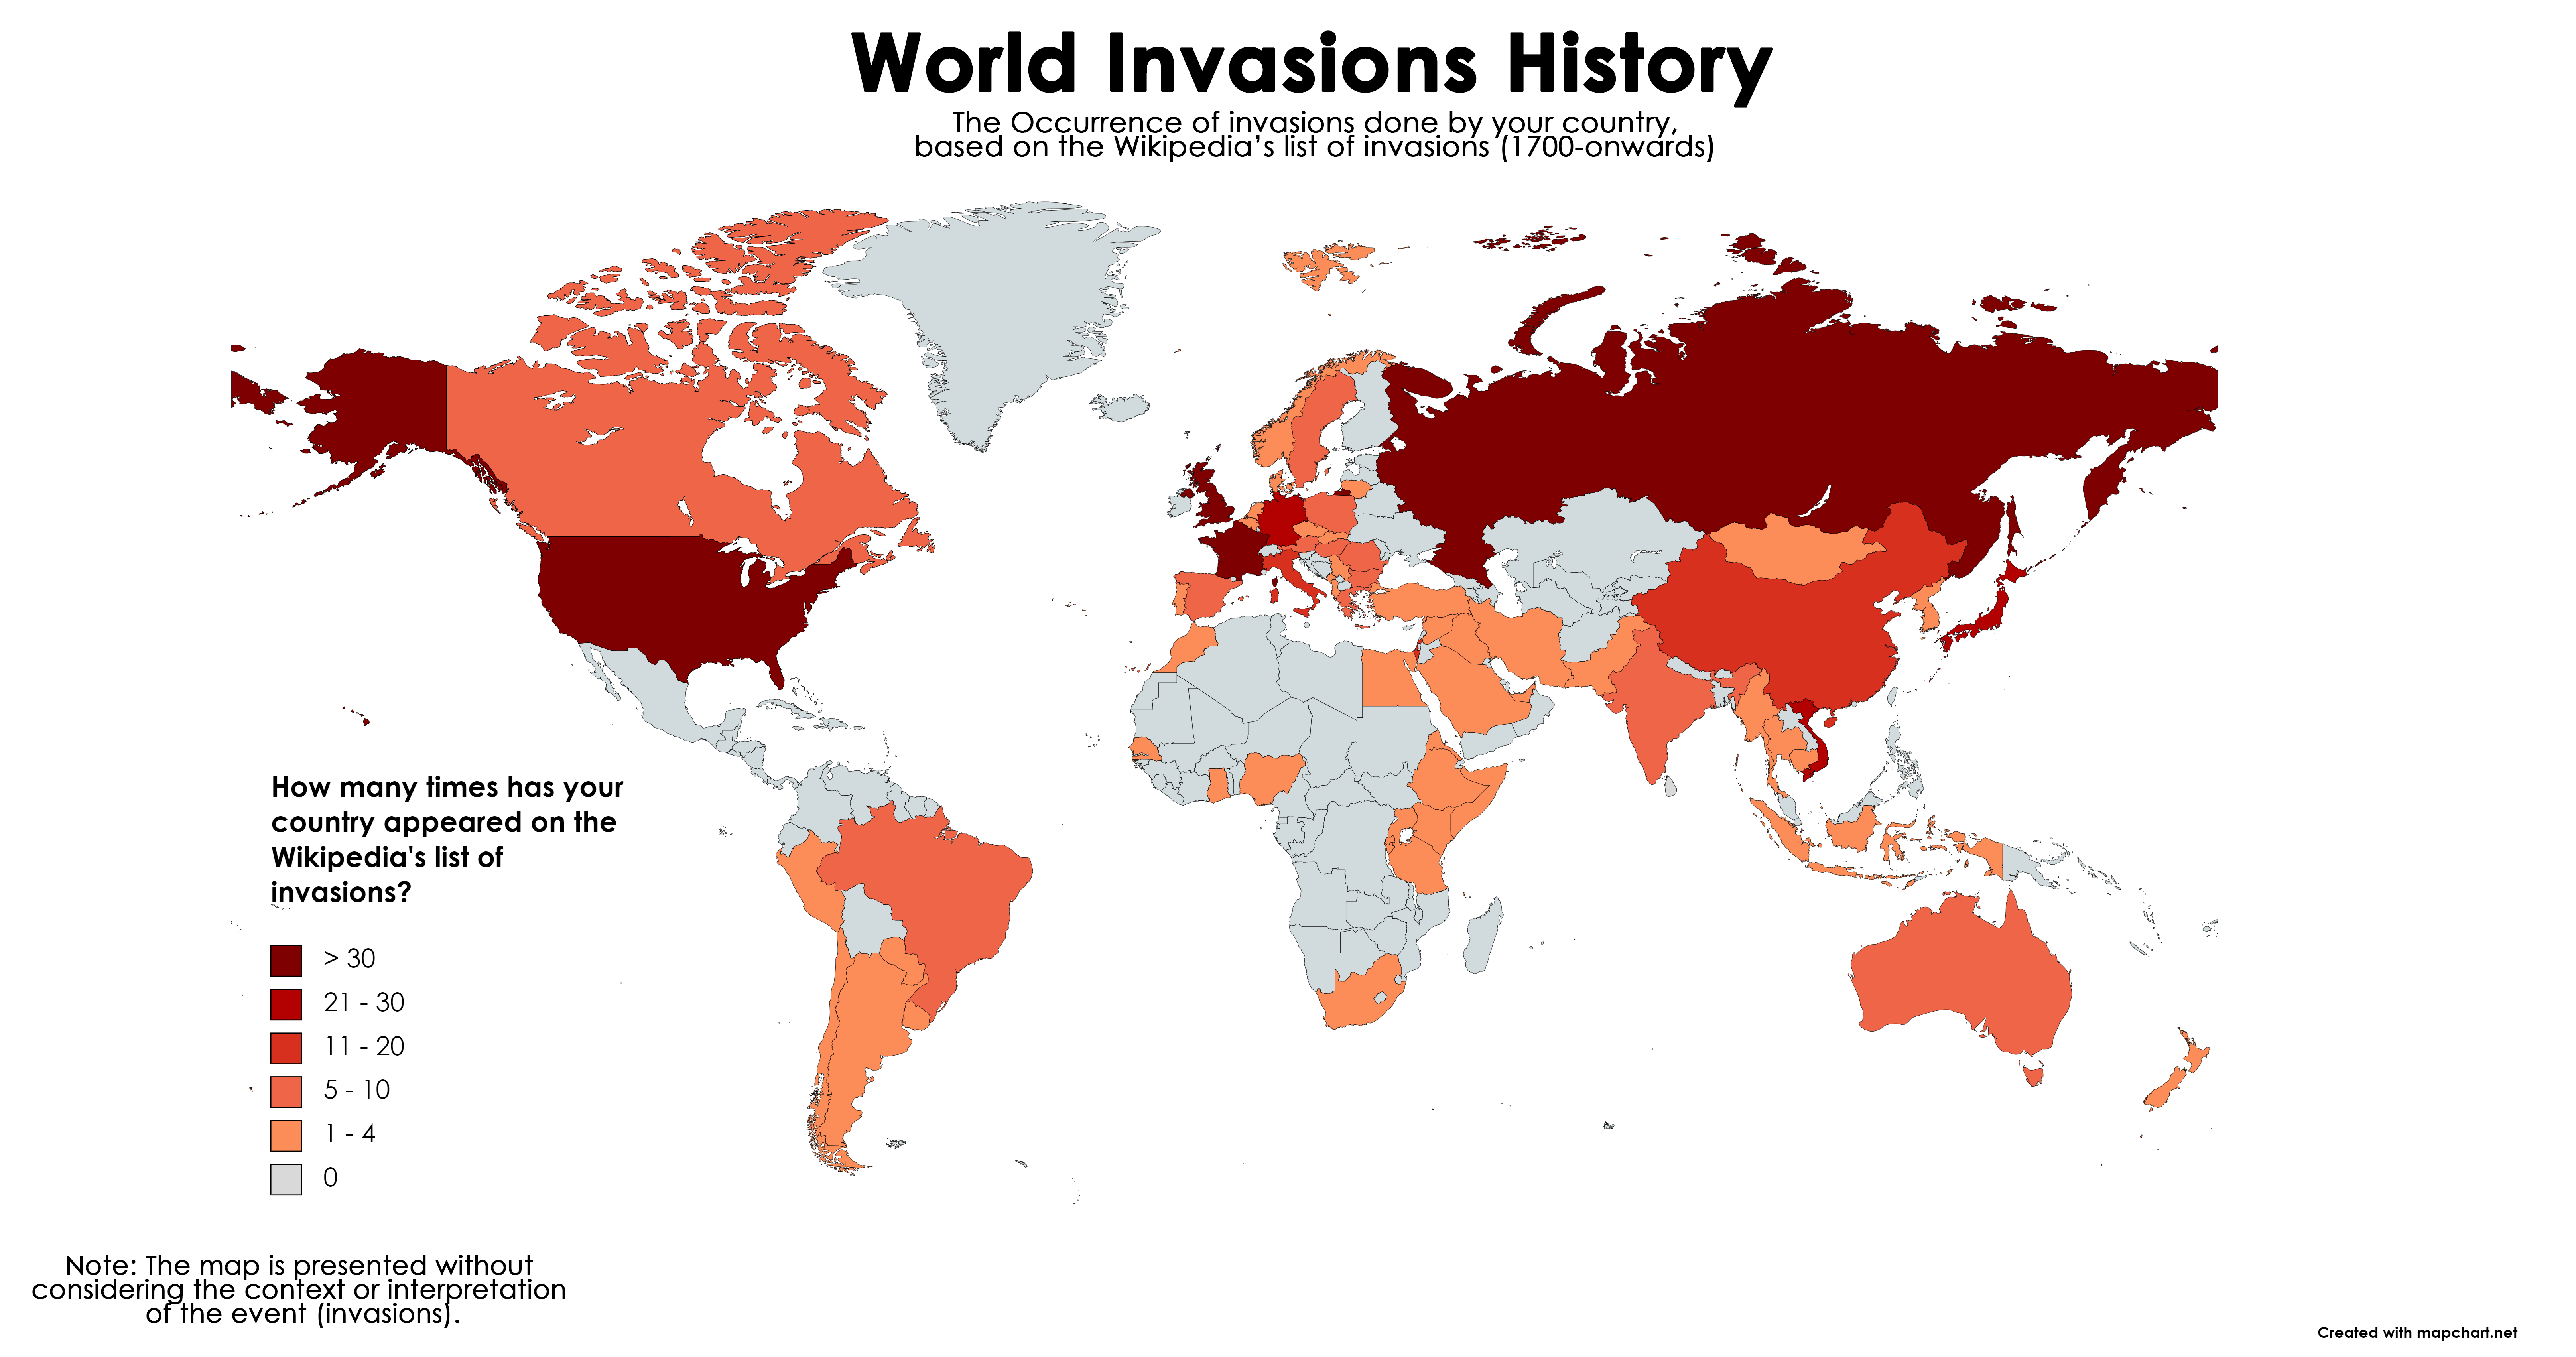 World Invasions History
The Occurrence of invasions done by your country,
based on the Wikipedia’s list of invasions (1700-onwards)
How many times has your
country appeared on the
Wikipedia's list of
invasions?
> 30
21 - 30
11 - 20
5 - 10
1 - 4
0
Note: The map is presented without
considering the context or interpretation
of the event (invasions).
Created with mapchart.net